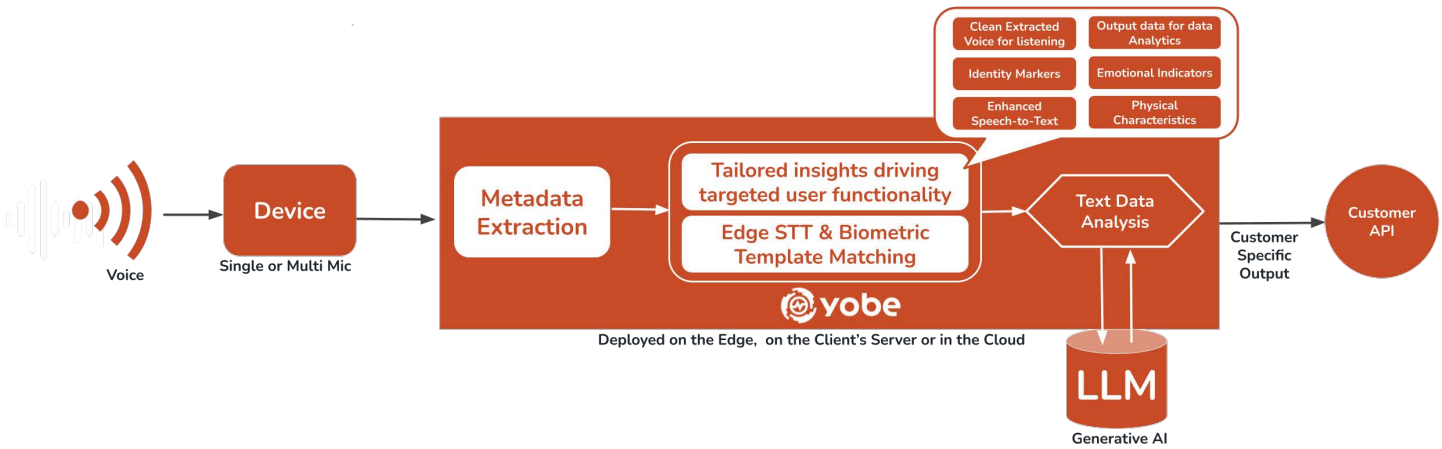 Clean Extracted
Voice for listening
Output data for data
Analytics
Identity Markers
Emotional Indicators
Enhanced
Speech-to-Text
Physical
Characteristics
Voice
Device
Single or Multi Mic
Metadata
Extraction
Tailored insights driving
targeted user functionality
Edge STT & Biometric
Template Matching
yobe
Deployed on the Edge, on the Client's Server or in the Cloud
Text Data
Analysis
LLM
Generative AI
Customer
Specific
Output
Customer
API